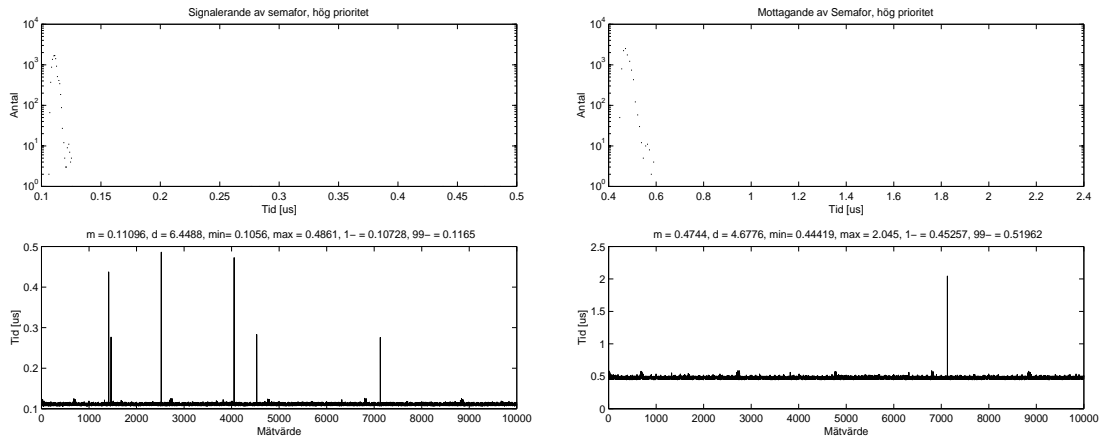 Signalerande av semafor, hög prioritet
10^4
10^3
10^2
10^1
10^0
Antal
0.1 0.15 0.2 0.25 0.3 0.35 0.4 0.45 0.5
Tid [us]
Mottagande av Semafor, hög prioritet
10^4
10^3
10^2
10^1
10^0
Antal
0.4 0.6 0.8 1 1.2 1.4 1.6 1.8 2 2.2 2.4
Tid [us]
m = 0.11096, d = 6.4488, min= 0.1056, max = 0.4861, 1− = 0.10728, 99− = 0.1165
0.5
0.4
0.3
0.2
0.1
Tid [us]
0 1000 2000 3000 4000 5000 6000 7000 8000 9000 10000
Mätvärde
m = 0.4744, d = 4.6776, min= 0.44419, max = 2.045, 1− = 0.45257, 99− = 0.51962
2.5
2
1.5
1
0.5
0
Tid [us]
0 1000 2000 3000 4000 5000 6000 7000 8000 9000 10000
Mätvärde